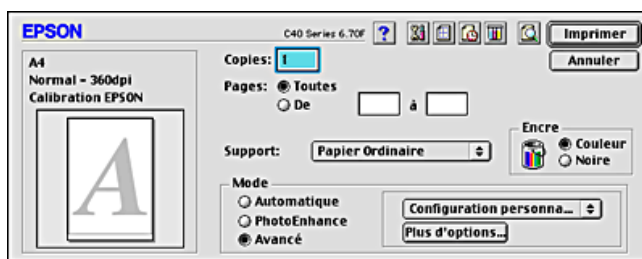 EPSON
C40 Series 6.70F
?
Imprimer
A4
Normal - 360dpi
Calibration EPSON
Copies: 1
Annuler
Pages: Toutes
De à
Support: Papier Ordinaire
Encre
Couleur
Noire
Mode
Automatique
PhotoEnhance
Avancé
Configuration personna...
Plus d'options...
A